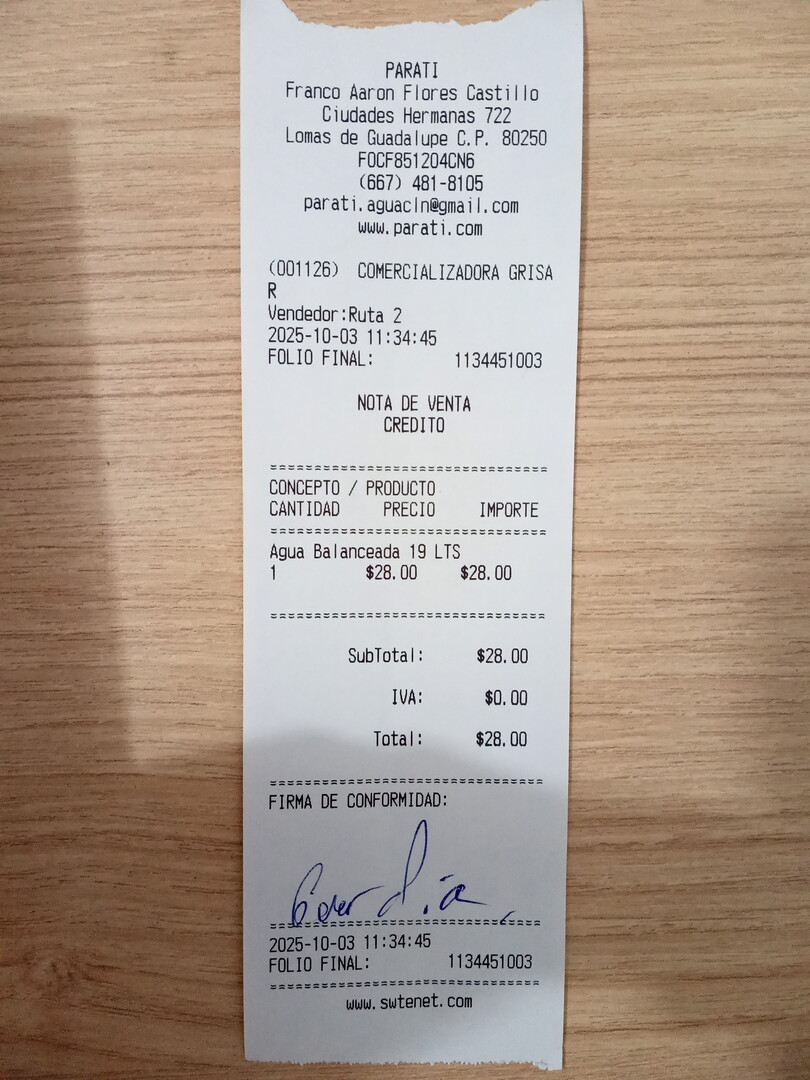 PARATI
Franco Aaron Flores Castillo
Ciudades Hermanas 722
Lomas de Guadalupe C.P. 80250
FOCF851204CN6
(667) 481-8105
parati.aguacln@gmail.com
www.parati.com
(001126) COMERCIALIZADORA GRISA
R
Vendedor:Ruta 2
2025-10-03 11:34:45
FOLIO FINAL: 1134451003
NOTA DE VENTA
CREDITO
CONCEPTO / PRODUCTO
CANTIDAD PRECIO IMPORTE
Agua Balanceada 19 LTS
1 $28.00 $28.00
SubTotal: $28.00
IVA: $0.00
Total: $28.00
FIRMA DE CONFORMIDAD:
2025-10-03 11:34:45
FOLIO FINAL: 1134451003
www.swtenet.com